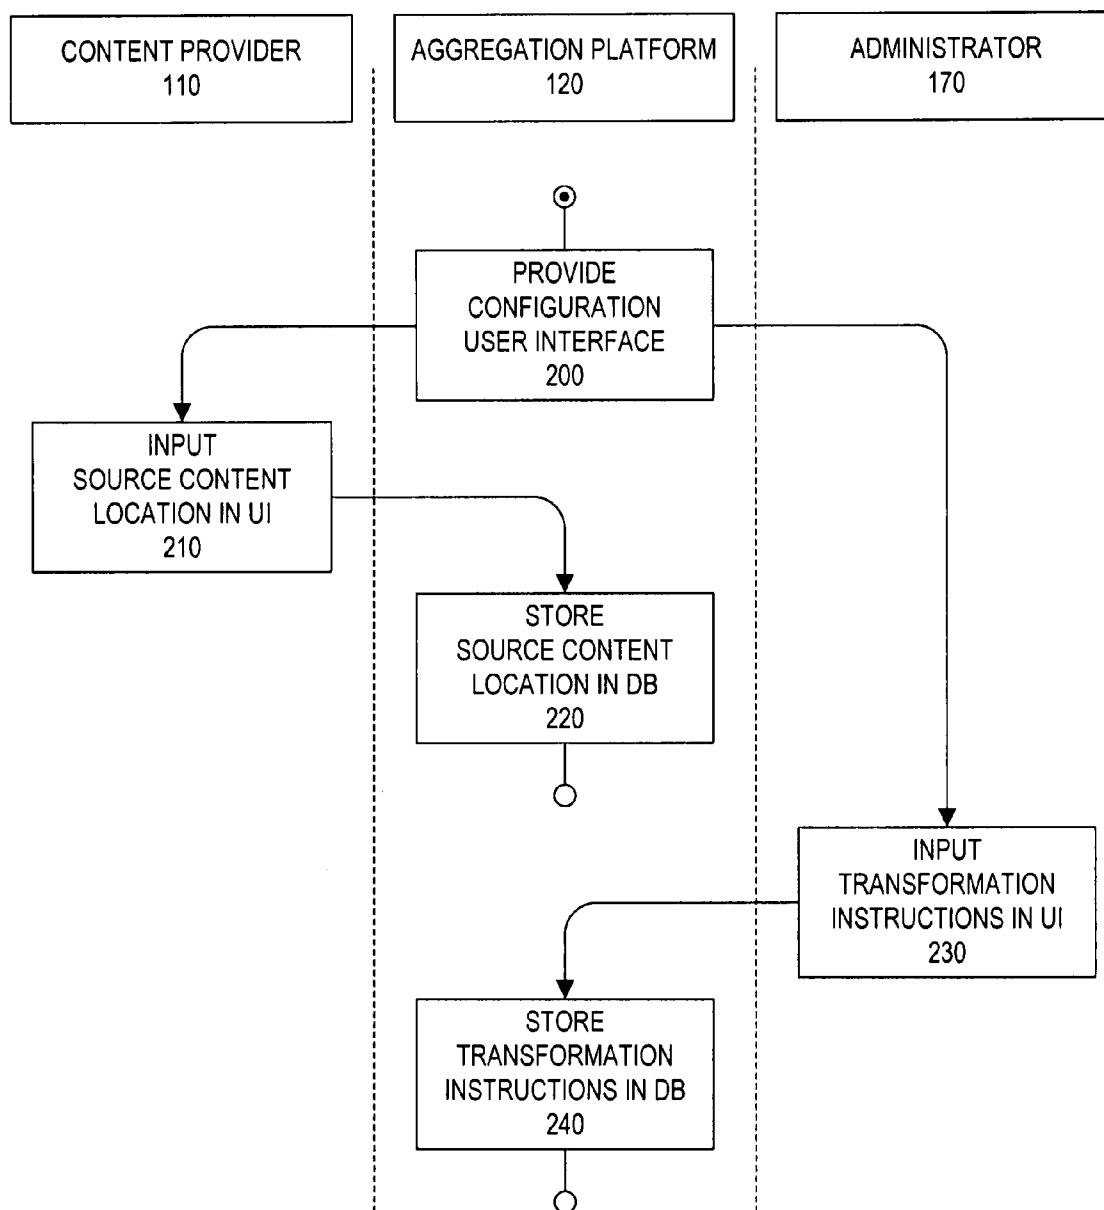 CONTENT PROVIDER
110
AGGREGATION PLATFORM
120
ADMINISTRATOR
170
PROVIDE
CONFIGURATION
USER INTERFACE
200
INPUT
SOURCE CONTENT
LOCATION IN UI
210
STORE
SOURCE CONTENT
LOCATION IN DB
220
INPUT
TRANSFORMATION
INSTRUCTIONS IN UI
230
STORE
TRANSFORMATION
INSTRUCTIONS IN DB
240